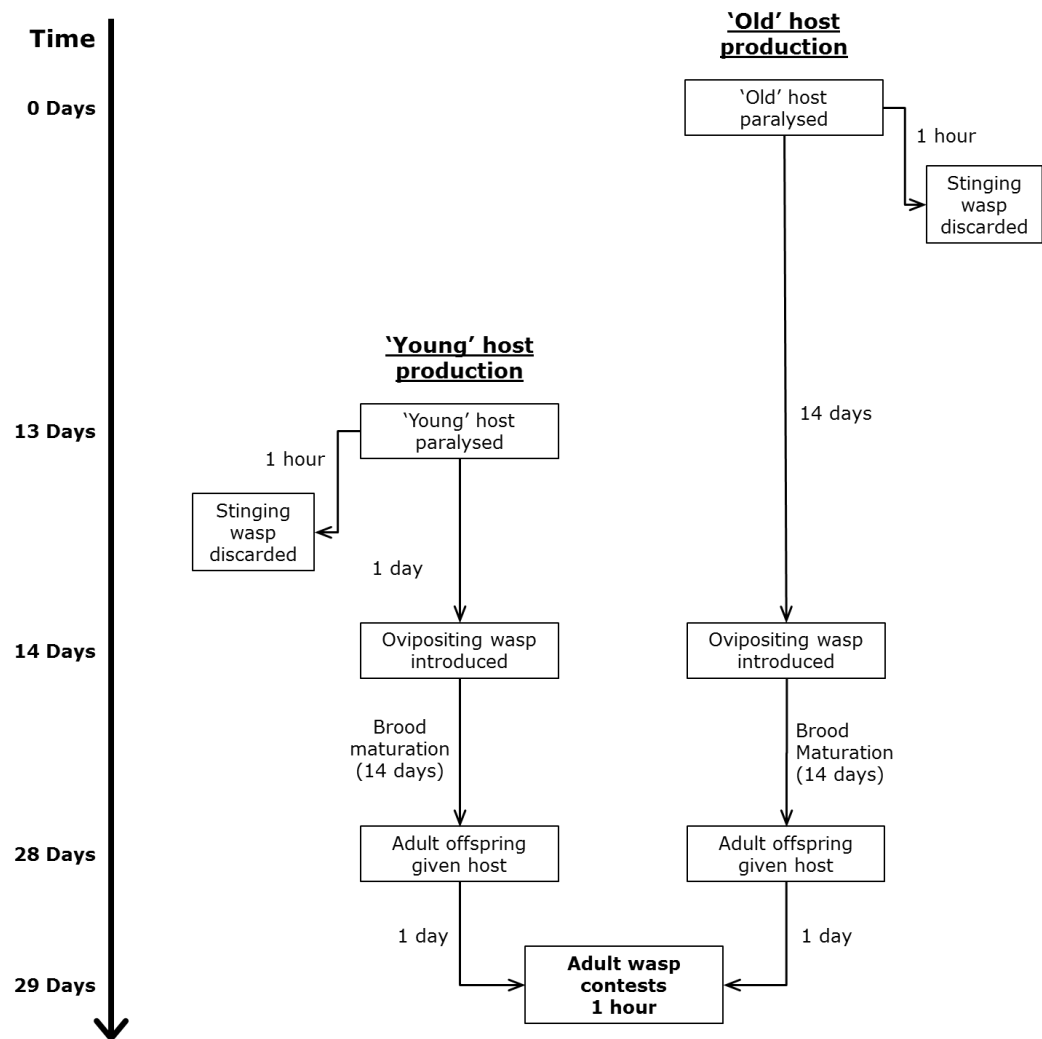 Time
‘Old’ host
production
0 Days
‘Old’ host
paralysed
1 hour
Stinging
wasp
discarded
‘Young’ host
production
13 Days
‘Young’ host
paralysed
14 days
1 hour
Stinging
wasp
discarded
1 day
14 Days
Ovipositing wasp
introduced
Ovipositing wasp
introduced
Brood
maturation
(14 days)
Brood
Maturation
(14 days)
28 Days
Adult offspring
given host
Adult offspring
given host
1 day
1 day
29 Days
Adult wasp
contests
1 hour